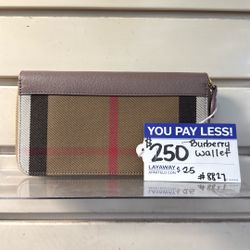 YOU PAY LESS!
$250 Burberry
Wallet
LAYAWAY
$25
#8827